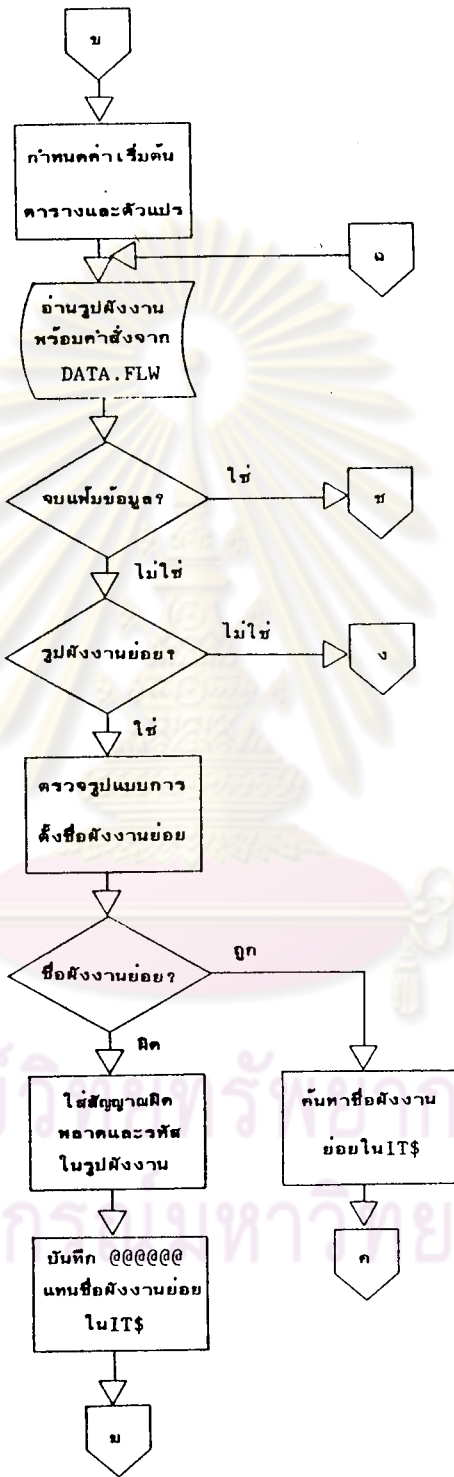 ข
กำหนดค่าเริ่มต้น
ตารางและตัวแปร
ฉ
อ่านรูปผังงาน
พร้อมคำสั่งจาก
DATA.FLW
จบแฟ้มข้อมูล?
ใช่
ช
ไม่ใช่
รูปผังงานย่อย?
ไม่ใช่
ง
ใช่
ตรวจรูปแบบการ
ตั้งชื่อผังงานย่อย
ชื่อผังงานย่อย?
ถูก
ผิด
ใส่สัญญาณผิด
พลาดและรหัส
ในรูปผังงาน
ค้นหาชื่อผังงาน
ย่อยในIT$
บันทึก @@@@@@
แทนชื่อผังงานย่อย
ในIT$
ค